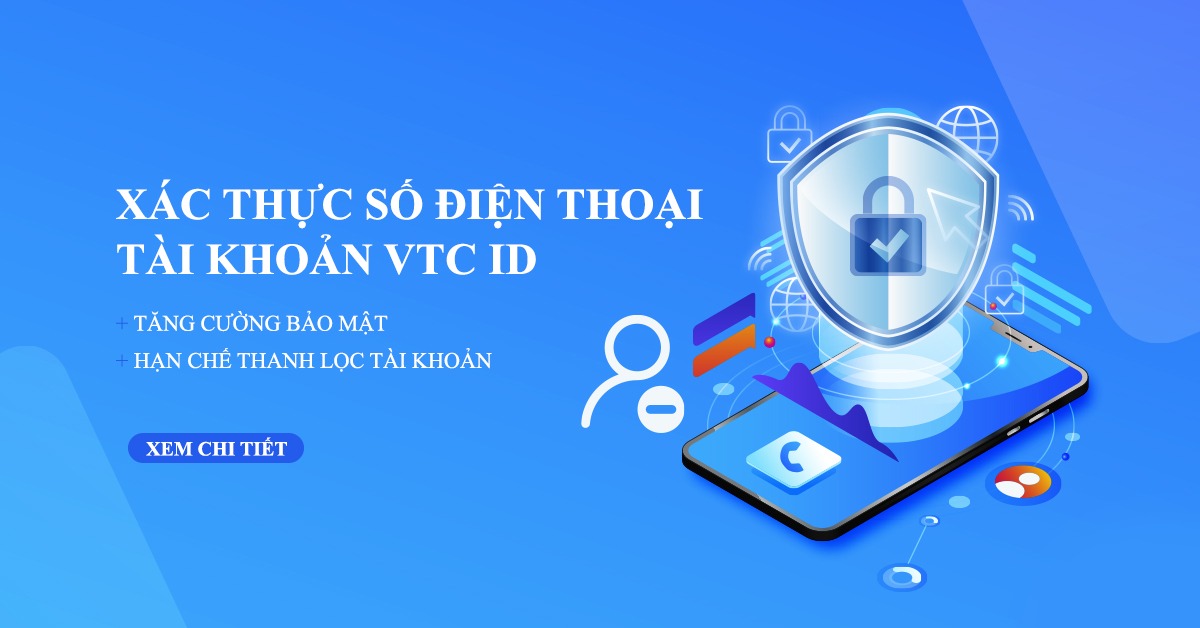 XÁC THỰC SỐ ĐIỆN THOẠI
TÀI KHOẢN VTC ID
+ TĂNG CƯỜNG BẢO MẬT
+ HẠN CHẾ THANH LỌC TÀI KHOẢN
XEM CHI TIẾT